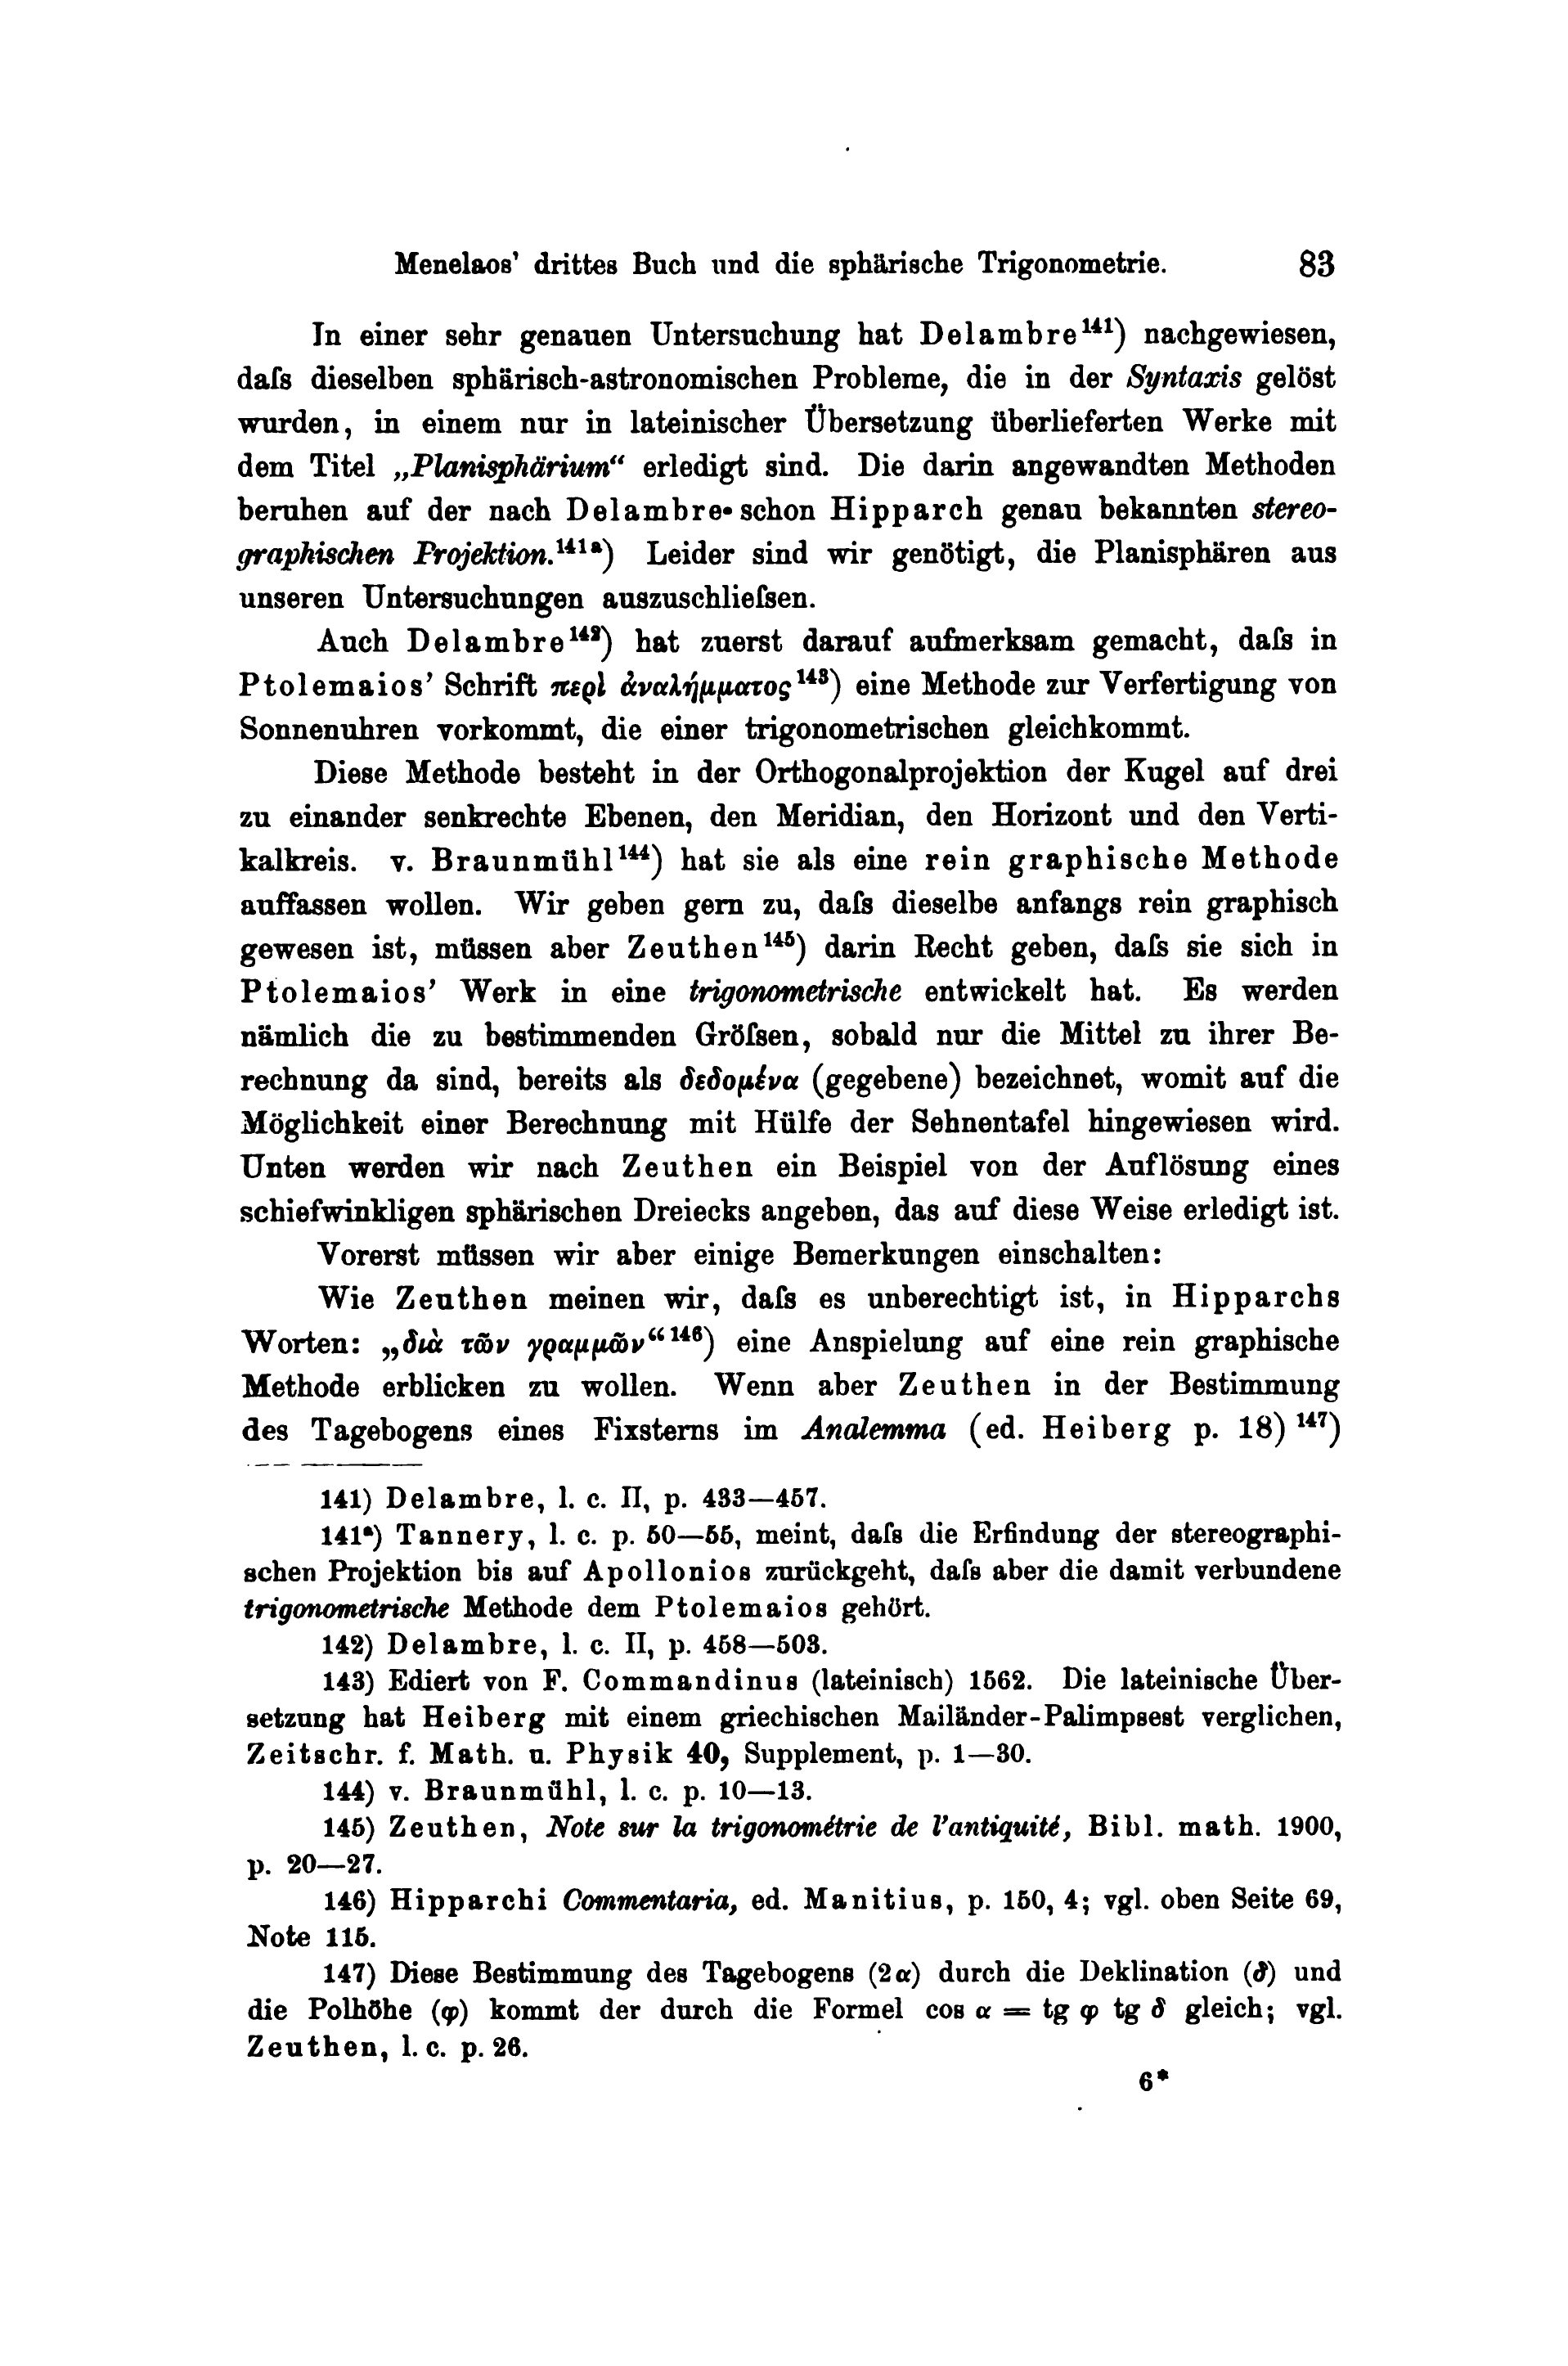 Menelaos' drittes Buch und die sphärische Trigonometrie. 83
In einer sehr genauen Untersuchung hat Delambre¹⁴¹) nachgewiesen,
daſs dieselben sphärisch-astronomischen Probleme, die in der Syntaxis gelöst
wurden, in einem nur in lateinischer Übersetzung überlieferten Werke mit
dem Titel „Planisphärium“ erledigt sind. Die darin angewandten Methoden
beruhen auf der nach Delambre schon Hipparch genau bekannten stereo-
graphischen Projektion.¹⁴¹ᵃ) Leider sind wir genötigt, die Planisphären aus
unseren Untersuchungen auszuschlieſsen.
Auch Delambre¹⁴²) hat zuerst darauf aufmerksam gemacht, daſs in
Ptolemaios' Schrift περὶ ἀναλήμματος¹⁴³) eine Methode zur Verfertigung von
Sonnenuhren vorkommt, die einer trigonometrischen gleichkommt.
Diese Methode besteht in der Orthogonalprojektion der Kugel auf drei
zu einander senkrechte Ebenen, den Meridian, den Horizont und den Verti-
kalkreis. v. Braunmühl¹⁴⁴) hat sie als eine rein graphische Methode
auffassen wollen. Wir geben gern zu, daſs dieselbe anfangs rein graphisch
gewesen ist, müssen aber Zeuthen¹⁴⁵) darin Recht geben, daſs sie sich in
Ptolemaios' Werk in eine trigonometrische entwickelt hat. Es werden
nämlich die zu bestimmenden Gröſsen, sobald nur die Mittel zu ihrer Be-
rechnung da sind, bereits als δεδομένα (gegebene) bezeichnet, womit auf die
Möglichkeit einer Berechnung mit Hülfe der Sehnentafel hingewiesen wird.
Unten werden wir nach Zeuthen ein Beispiel von der Auflösung eines
schiefwinkligen sphärischen Dreiecks angeben, das auf diese Weise erledigt ist.
Vorerst müssen wir aber einige Bemerkungen einschalten:
Wie Zeuthen meinen wir, daſs es unberechtigt ist, in Hipparchs
Worten: „διὰ τῶν γραμμῶν“¹⁴⁶) eine Anspielung auf eine rein graphische
Methode erblicken zu wollen. Wenn aber Zeuthen in der Bestimmung
des Tagebogens eines Fixsterns im Analemma (ed. Heiberg p. 18)¹⁴⁷)
141) Delambre, l. c. II, p. 433—457.
141ᵃ) Tannery, l. c. p. 50—55, meint, daſs die Erfindung der stereographi-
schen Projektion bis auf Apollonios zurückgeht, daſs aber die damit verbundene
trigonometrische Methode dem Ptolemaios gehört.
142) Delambre, l. c. II, p. 458—503.
143) Ediert von F. Commandinus (lateinisch) 1562. Die lateinische Über-
setzung hat Heiberg mit einem griechischen Mailänder-Palimpsest verglichen,
Zeitschr. f. Math. u. Physik 40, Supplement, p. 1—30.
144) v. Braunmühl, l. c. p. 10—13.
145) Zeuthen, Note sur la trigonométrie de l'antiquité, Bibl. math. 1900,
p. 20—27.
146) Hipparchi Commentaria, ed. Manitius, p. 150, 4; vgl. oben Seite 69,
Note 115.
147) Diese Bestimmung des Tagebogens (2α) durch die Deklination (δ) und
die Polhöhe (φ) kommt der durch die Formel cos α = tg φ tg δ gleich; vgl.
Zeuthen, l. c. p. 26.
6*